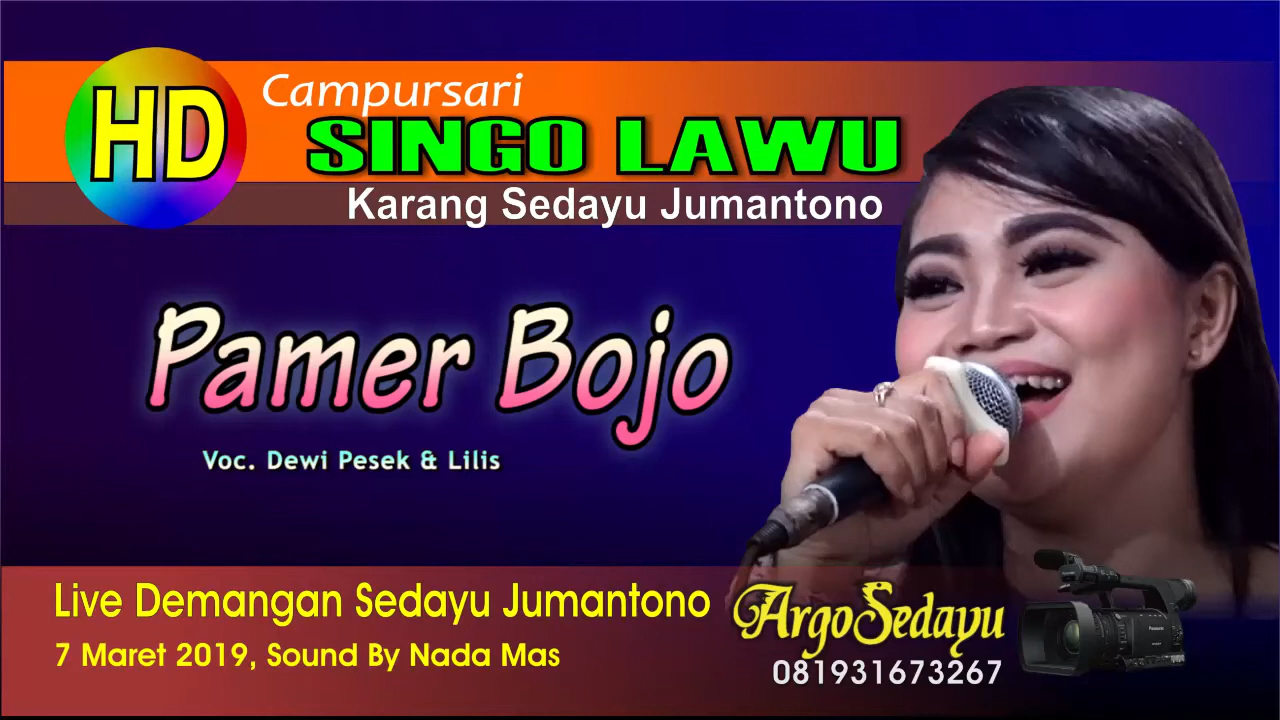 HD
Campursari
SINGO LAWU
Karang Sedayu Jumantono
Pamer Bojo
Voc. Dewi Pesek & Lilis
Live Demangan Sedayu Jumantono
7 Maret 2019, Sound By Nada Mas
ArgoSedayu
081931673267
Panasonic